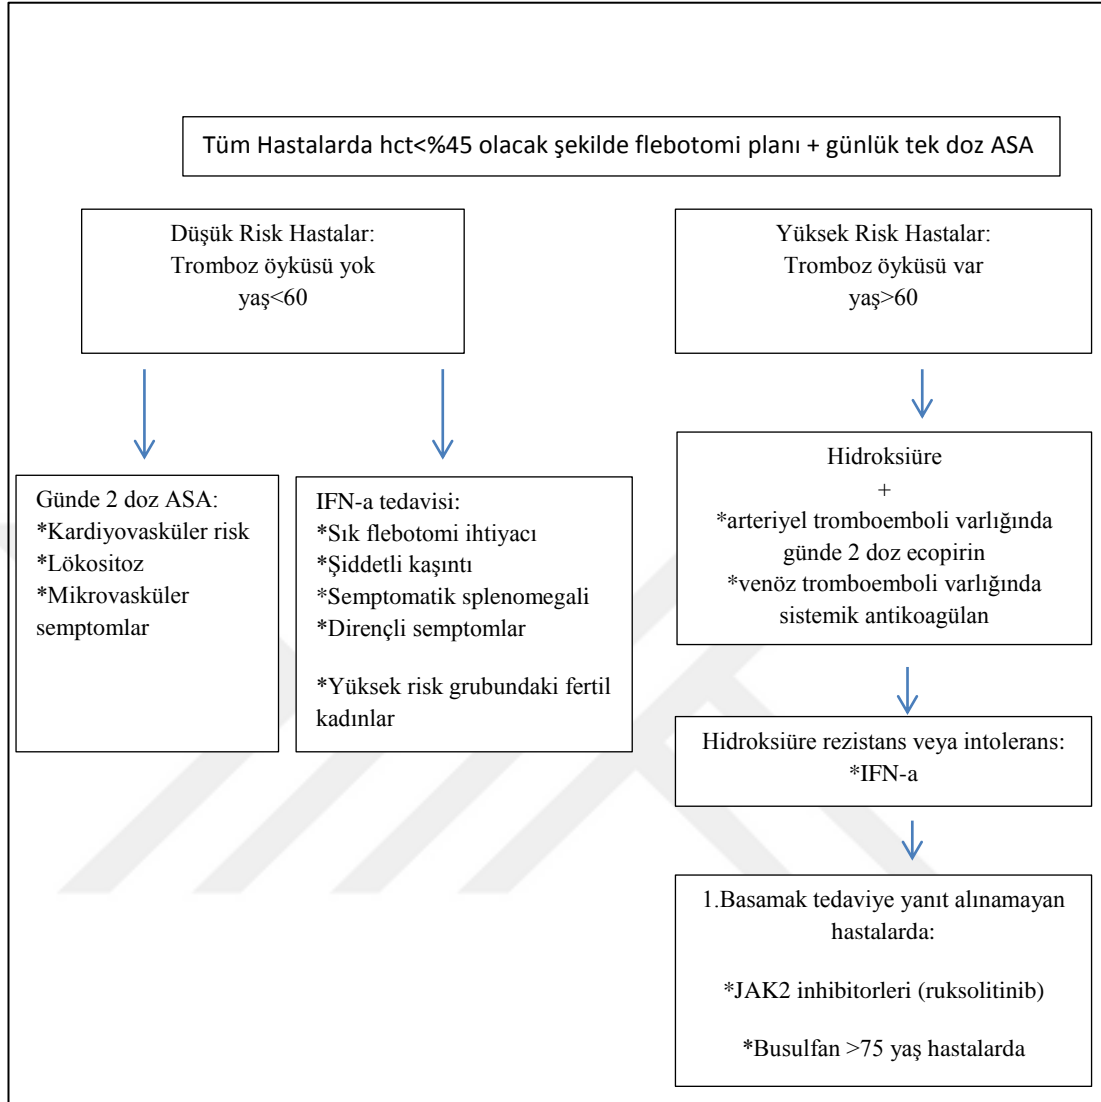 Tüm Hastalarda hct<%45 olacak şekilde flebotomi planı + günlük tek doz ASA
Düşük Risk Hastalar:
Tromboz öyküsü yok
yaş<60
Yüksek Risk Hastalar:
Tromboz öyküsü var
yaş>60
Günde 2 doz ASA:
*Kardiyovasküler risk
*Lökositoz
*Mikrovasküler
semptomlar
IFN-a tedavisi:
*Sık flebotomi ihtiyacı
*Şiddetli kaşıntı
*Semptomatik splenomegali
*Dirençli semptomlar
*Yüksek risk grubundaki fertil
kadınlar
Hidroksiüre
+
*arteriyel tromboemboli varlığında
günde 2 doz ecopirin
*venöz tromboemboli varlığında
sistemik antikoagülan
Hidroksiüre rezistans veya intolerans:
*IFN-a
1.Basamak tedaviye yanıt alınamayan
hastalarda:
*JAK2 inhibitorleri (ruksolitinib)
*Busulfan >75 yaş hastalarda